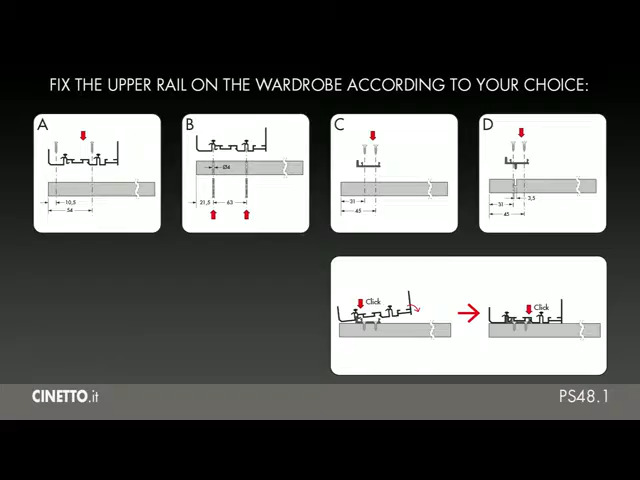 FIX THE UPPER RAIL ON THE WARDROBE ACCORDING TO YOUR CHOICE:
A
B
C
D
10,5
54
Ø4
21,5
63
31
45
3,5
31
45
Click
Click
CINETTO.it
PS48.1